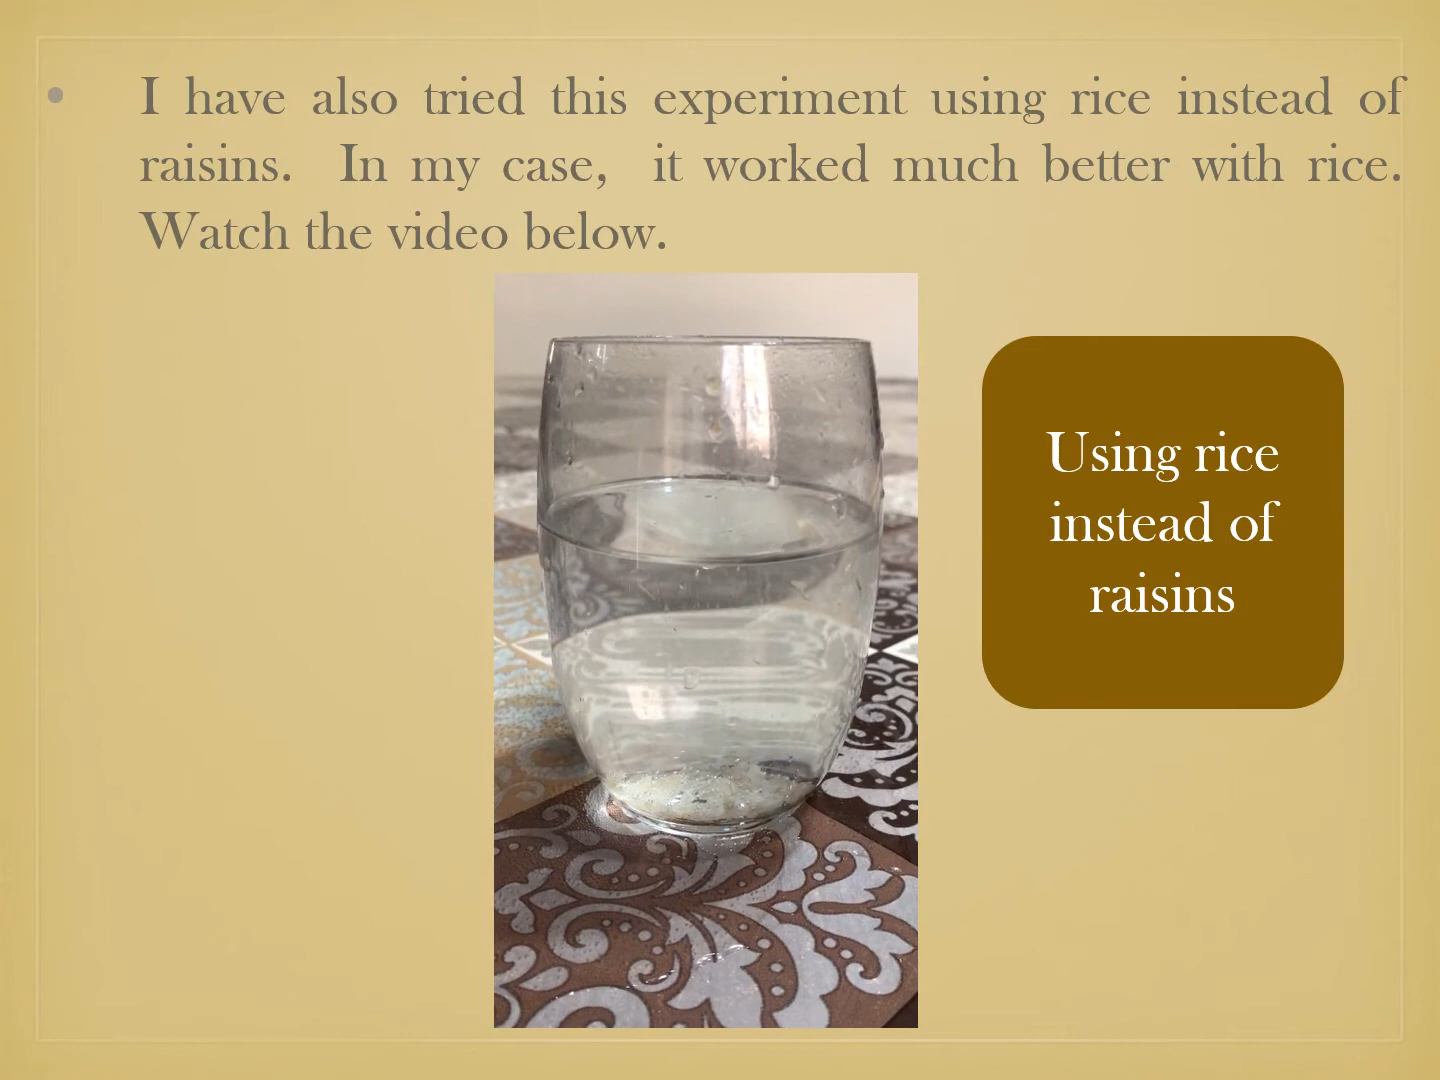 • I have also tried this experiment using rice instead of
raisins. In my case, it worked much better with rice.
Watch the video below.
Using rice
instead of
raisins